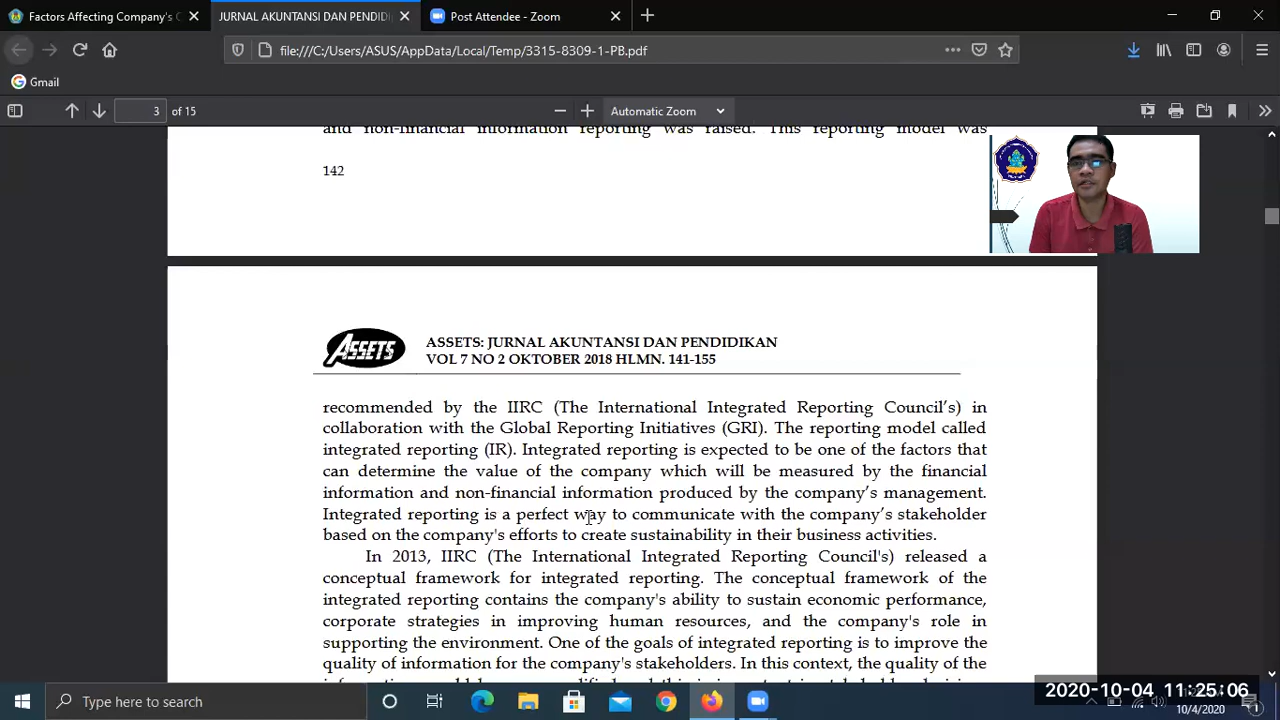 Factors Affecting Company's C
JURNAL AKUNTANSI DAN PENDIDI
Post Attendee - Zoom
file:///C:/Users/ASUS/AppData/Local/Temp/3315-8309-1-PB.pdf
Gmail
3 of 15
Automatic Zoom
and non-financial information reporting was raised. This reporting model was
142
ASSETS
ASSETS: JURNAL AKUNTANSI DAN PENDIDIKAN
VOL 7 NO 2 OKTOBER 2018 HLMN. 141-155
recommended by the IIRC (The International Integrated Reporting Council's) in
collaboration with the Global Reporting Initiatives (GRI). The reporting model called
integrated reporting (IR). Integrated reporting is expected to be one of the factors that
can determine the value of the company which will be measured by the financial
information and non-financial information produced by the company's management.
Integrated reporting is a perfect way to communicate with the company's stakeholder
based on the company's efforts to create sustainability in their business activities.
In 2013, IIRC (The International Integrated Reporting Council's) released a
conceptual framework for integrated reporting. The conceptual framework of the
integrated reporting contains the company's ability to sustain economic performance,
corporate strategies in improving human resources, and the company's role in
supporting the environment. One of the goals of integrated reporting is to improve the
quality of information for the company's stakeholders. In this context, the quality of the
Type here to search
2020-10-04 11:25:06
10/4/2020